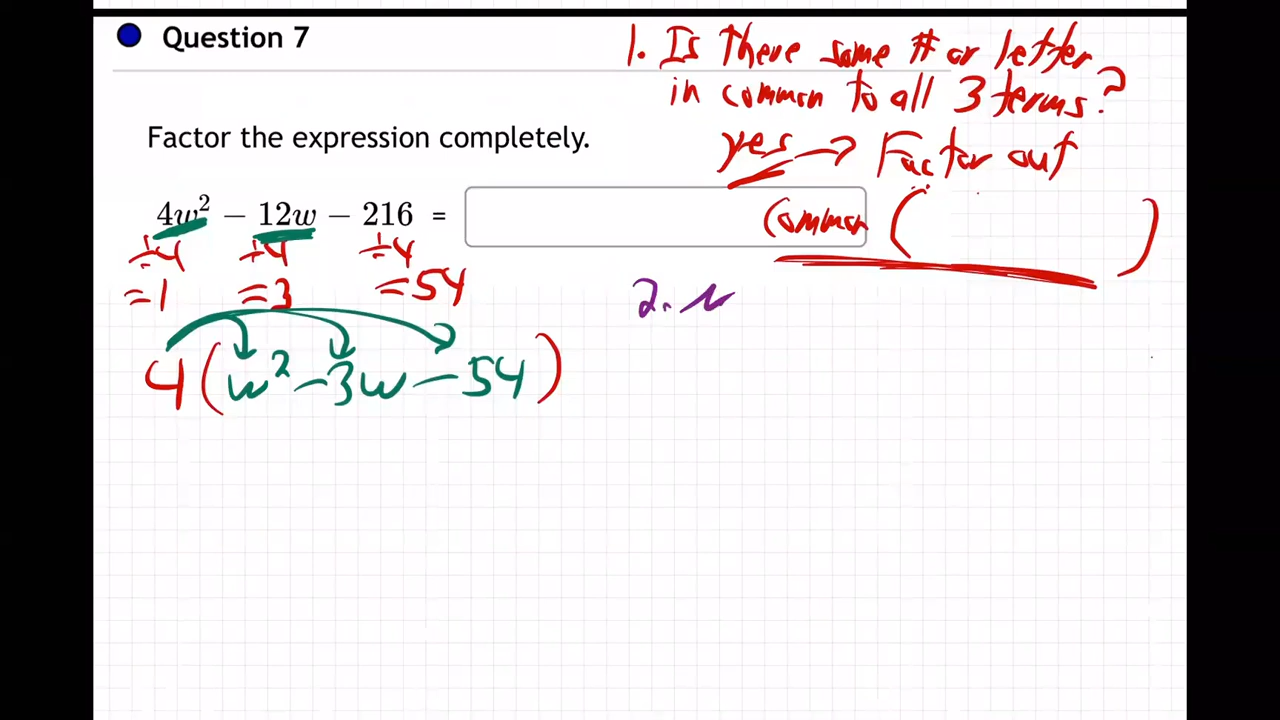 Question 7
1. Is there some # or letter
in common to all 3 terms?
Factor the expression completely.
yes → Factor out
4w² − 12w − 216 =
Common ( )
÷4 ÷4 ÷4
=1 =3 =54
2.
4(w² − 3w − 54)